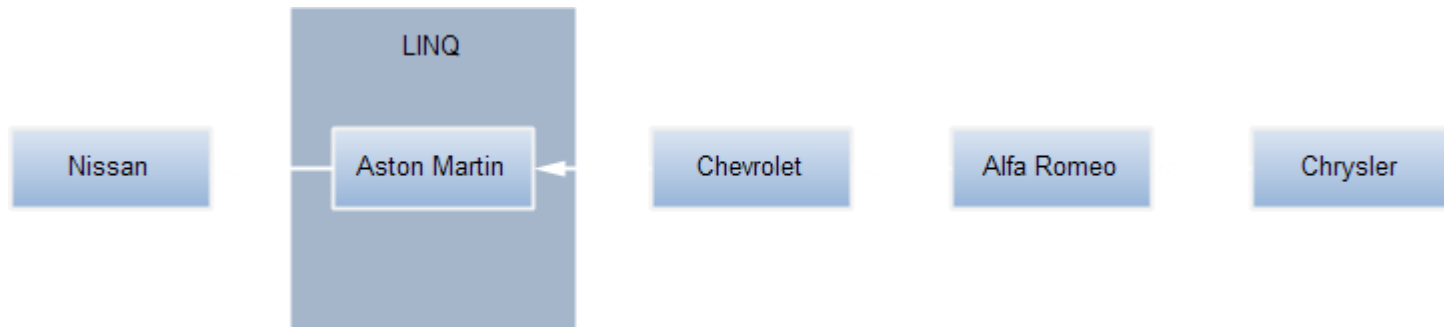 LINQ
Nissan
Aston Martin
Chevrolet
Alfa Romeo
Chrysler